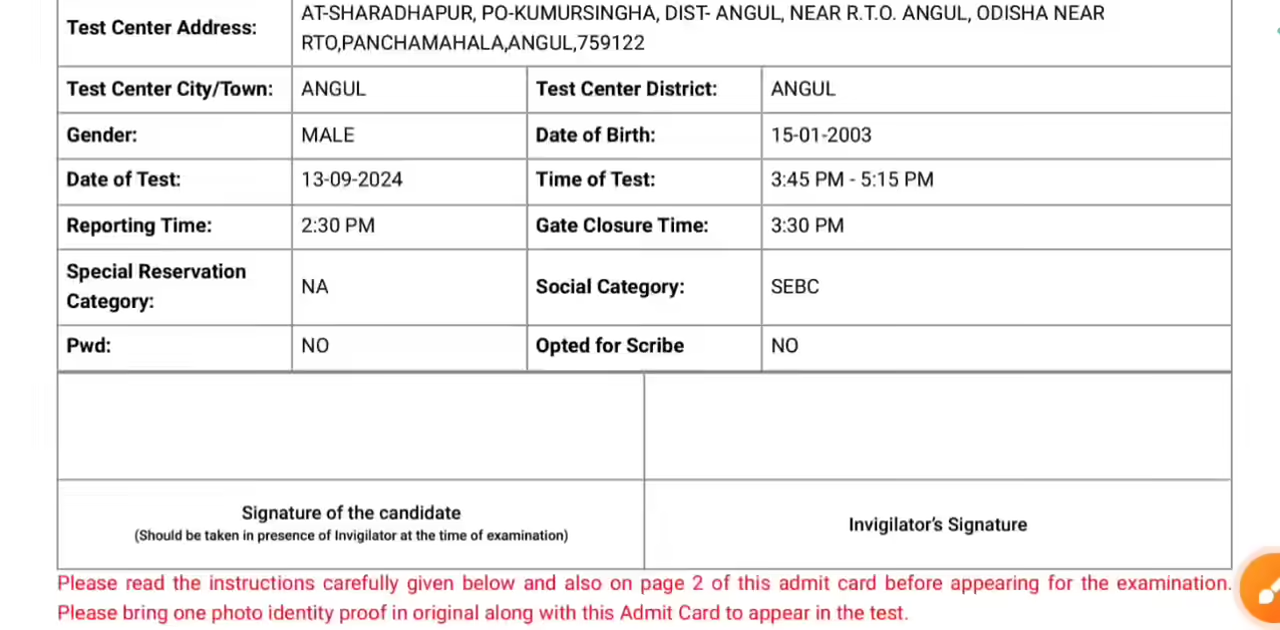 Test Center Address:
AT-SHARADHAPUR, PO-KUMURSINGHA, DIST- ANGUL, NEAR R.T.O. ANGUL, ODISHA NEAR
RTO,PANCHAMAHALA,ANGUL,759122
Test Center City/Town: ANGUL Test Center District: ANGUL
Gender: MALE Date of Birth: 15-01-2003
Date of Test: 13-09-2024 Time of Test: 3:45 PM - 5:15 PM
Reporting Time: 2:30 PM Gate Closure Time: 3:30 PM
Special Reservation
Category:
NA Social Category: SEBC
Pwd: NO Opted for Scribe NO
Signature of the candidate
(Should be taken in presence of Invigilator at the time of examination)
Invigilator's Signature
Please read the instructions carefully given below and also on page 2 of this admit card before appearing for the examination.
Please bring one photo identity proof in original along with this Admit Card to appear in the test.